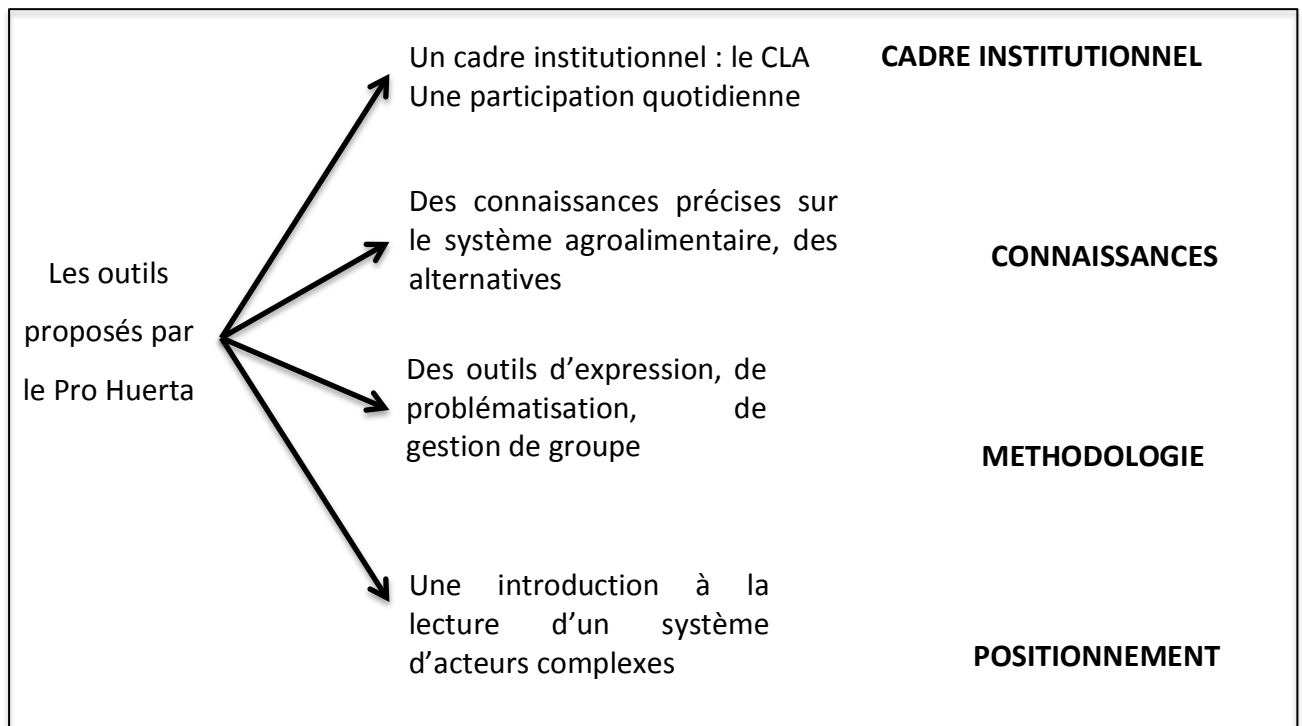 Un cadre institutionnel : le CLA
Une participation quotidienne
CADRE INSTITUTIONNEL
Des connaissances précises sur
le système agroalimentaire, des
alternatives
CONNAISSANCES
Les outils
proposés par
le Pro Huerta
Des outils d’expression, de
problématisation, de
gestion de groupe
METHODOLOGIE
Une introduction à la
lecture d’un système
d’acteurs complexes
POSITIONNEMENT